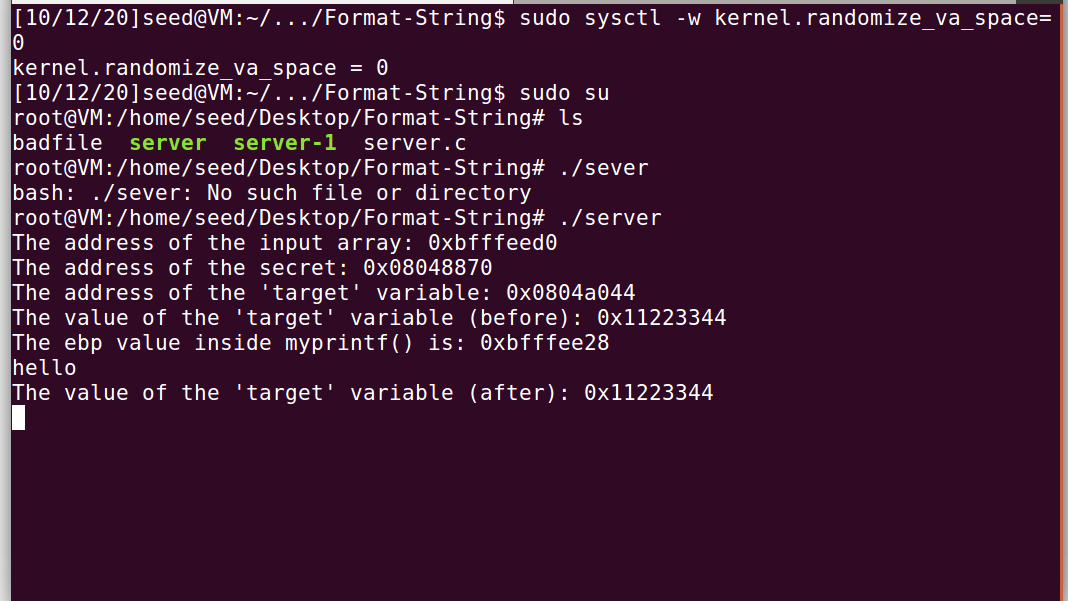 [10/12/20]seed@VM:~/.../Format-String$ sudo sysctl -w kernel.randomize_va_space=
0
kernel.randomize_va_space = 0
[10/12/20]seed@VM:~/.../Format-String$ sudo su
root@VM:/home/seed/Desktop/Format-String# ls
badfile  server  server-1  server.c
root@VM:/home/seed/Desktop/Format-String# ./sever
bash: ./sever: No such file or directory
root@VM:/home/seed/Desktop/Format-String# ./server
The address of the input array: 0xbfffeed0
The address of the secret: 0x08048870
The address of the 'target' variable: 0x0804a044
The value of the 'target' variable (before): 0x11223344
The ebp value inside myprintf() is: 0xbfffee28
hello
The value of the 'target' variable (after): 0x11223344